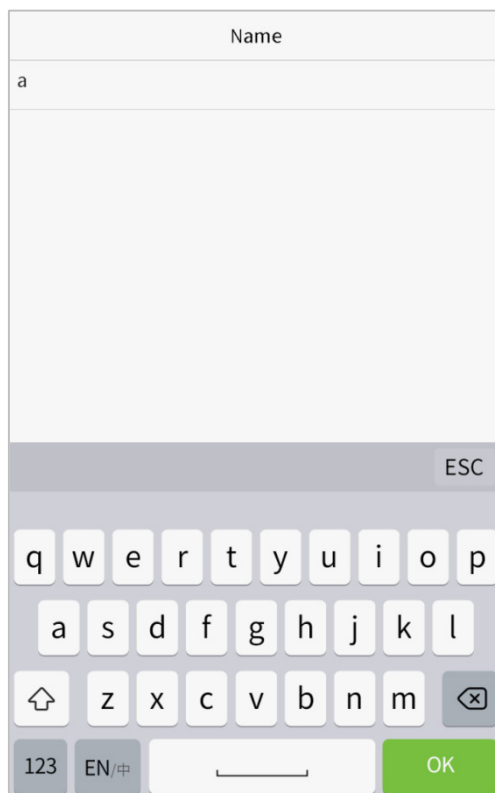 Name
a
ESC
q w e r t y u i o p
a s d f g h j k l
z x c v b n m
123 EN/中 OK